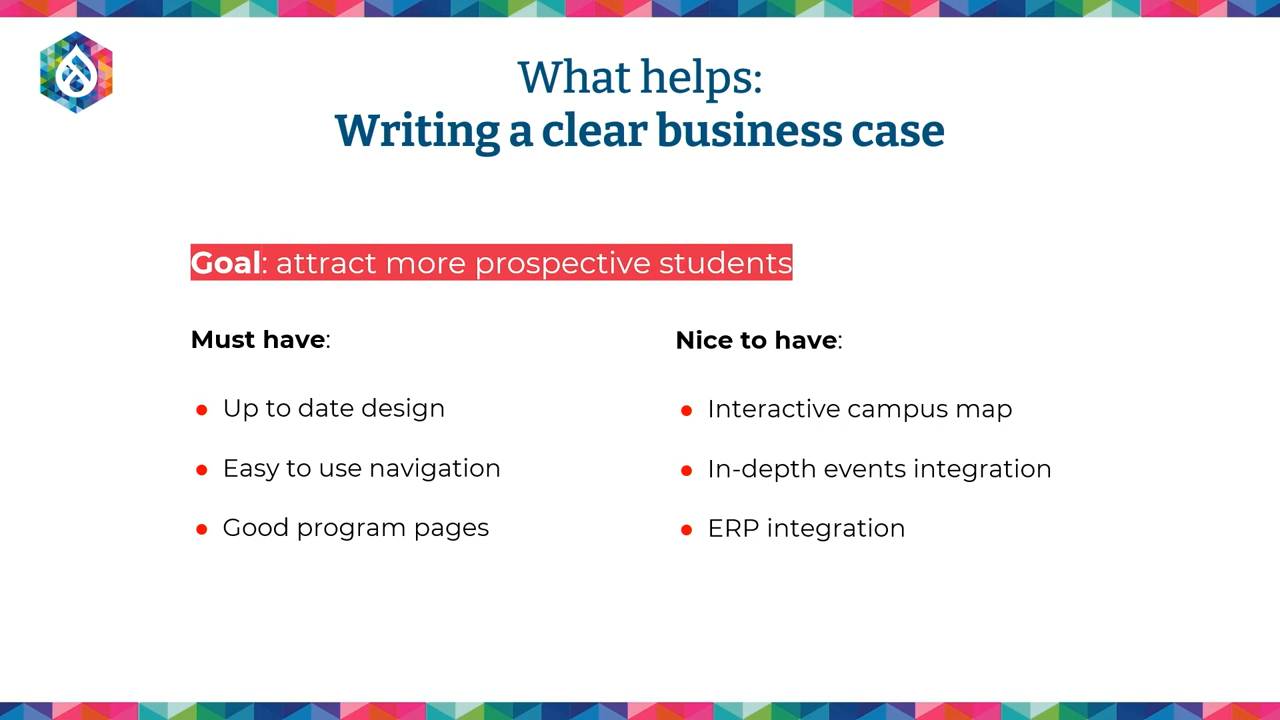 What helps:
Writing a clear business case
Goal: attract more prospective students
Must have:
Up to date design
Easy to use navigation
Good program pages
Nice to have:
Interactive campus map
In-depth events integration
ERP integration